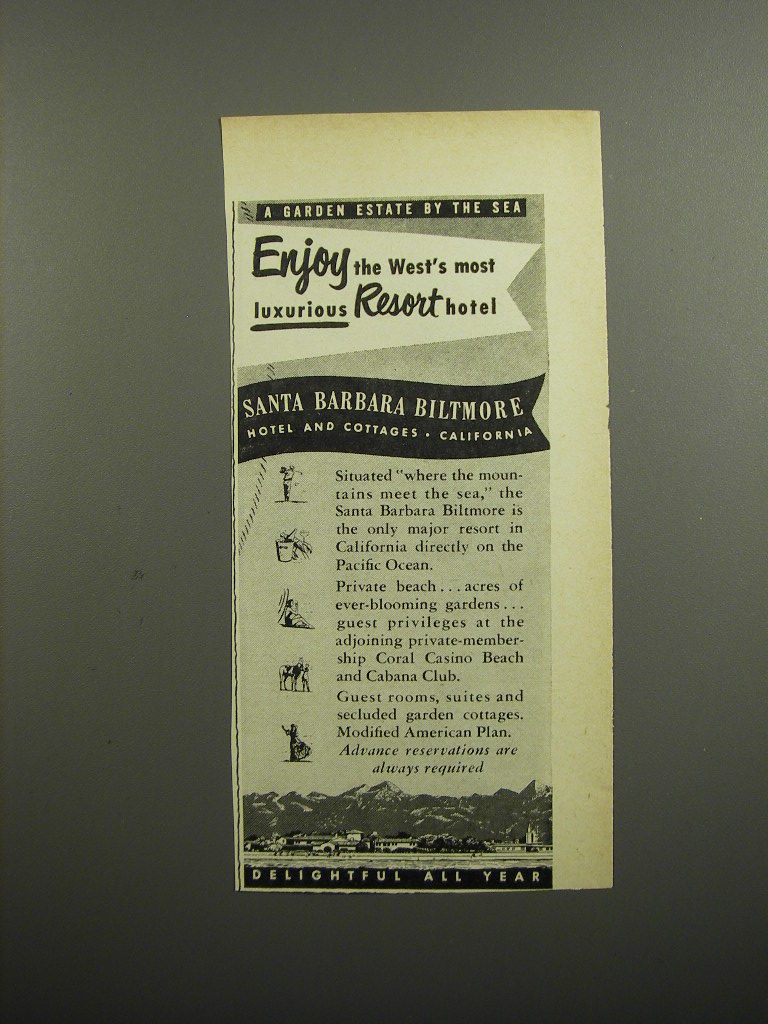 A GARDEN ESTATE BY THE SEA
Enjoy the West's most
luxurious Resort hotel
SANTA BARBARA BILTMORE
HOTEL AND COTTAGES • CALIFORNIA
Situated "where the moun-
tains meet the sea," the
Santa Barbara Biltmore is
the only major resort in
California directly on the
Pacific Ocean.
Private beach...acres of
ever-blooming gardens...
guest privileges at the
adjoining private-member-
ship Coral Casino Beach
and Cabana Club.
Guest rooms, suites and
secluded garden cottages.
Modified American Plan.
Advance reservations are
always required
DELIGHTFUL ALL YEAR